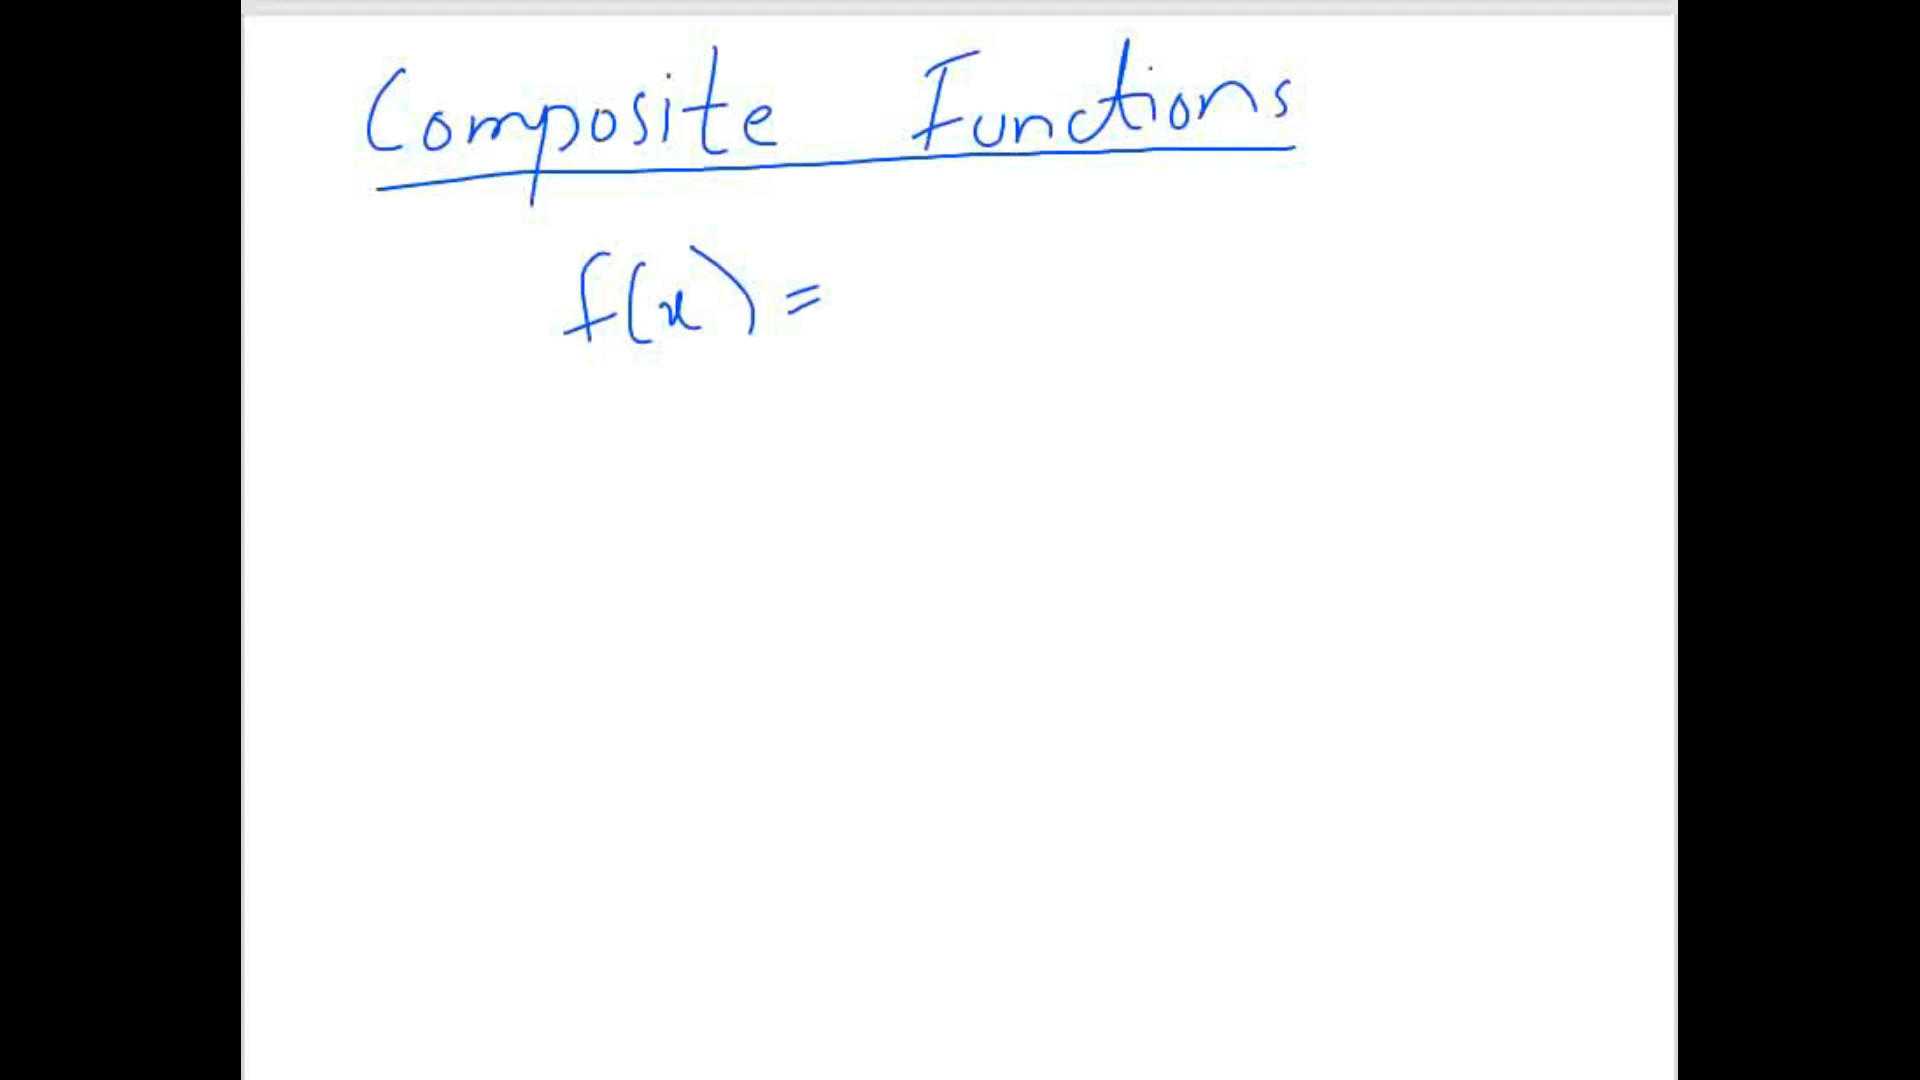 Composite Functions
f(x) =